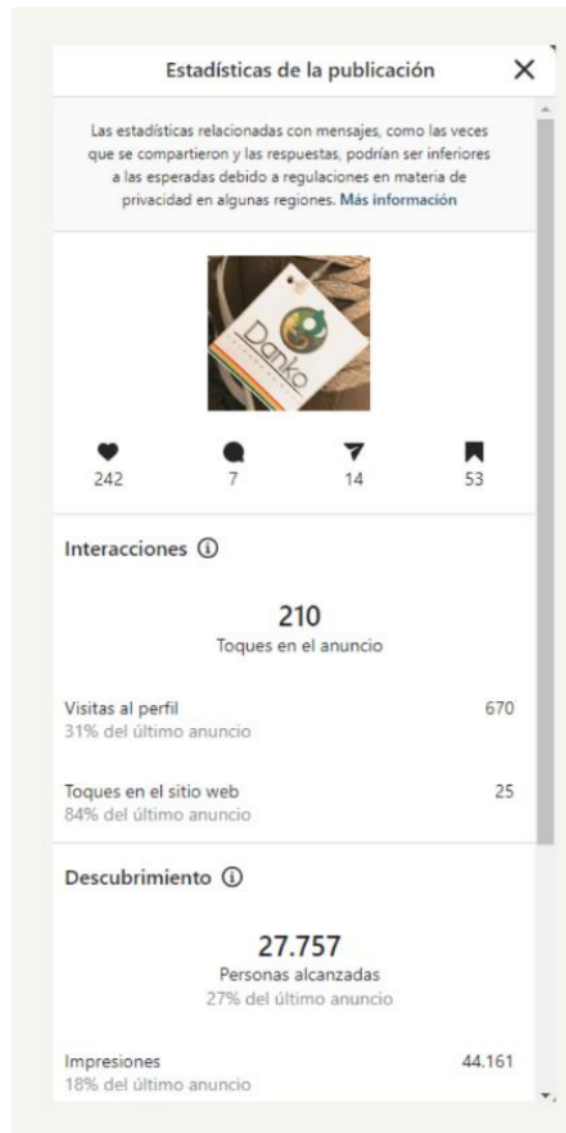 Estadísticas de la publicación
Las estadísticas relacionadas con mensajes, como las veces
que se compartieron y las respuestas, podrían ser inferiores
a las esperadas debido a regulaciones en materia de
privacidad en algunas regiones. Más información
Danko
242 7 14 53
Interacciones
210
Toques en el anuncio
Visitas al perfil 670
31% del último anuncio
Toques en el sitio web 25
84% del último anuncio
Descubrimiento
27.757
Personas alcanzadas
27% del último anuncio
Impresiones 44.161
18% del último anuncio